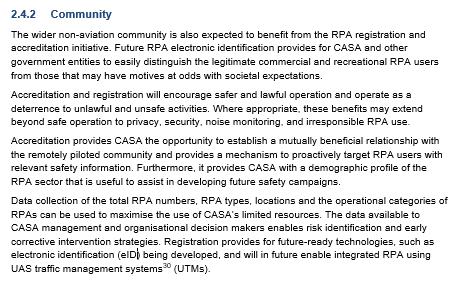 2.4.2 Community
The wider non-aviation community is also expected to benefit from the RPA registration and
accreditation initiative. Future RPA electronic identification provides for CASA and other
government entities to easily distinguish the legitimate commercial and recreational RPA users
from those that may have motives at odds with societal expectations.
Accreditation and registration will encourage safer and lawful operation and operate as a
deterrence to unlawful and unsafe activities. Where appropriate, these benefits may extend
beyond safe operation to privacy, security, noise monitoring, and irresponsible RPA use.
Accreditation provides CASA the opportunity to establish a mutually beneficial relationship with
the remotely piloted community and provides a mechanism to proactively target RPA users with
relevant safety information. Furthermore, it provides CASA with a demographic profile of the
RPA sector that is useful to assist in developing future safety campaigns.
Data collection of the total RPA numbers, RPA types, locations and the operational categories of
RPAs can be used to maximise the use of CASA's limited resources. The data available to
CASA management and organisational decision makers enables risk identification and early
corrective intervention strategies. Registration provides for future-ready technologies, such as
electronic identification (eID) being developed, and will in future enable integrated RPA using
UAS traffic management systems³⁰ (UTMs).